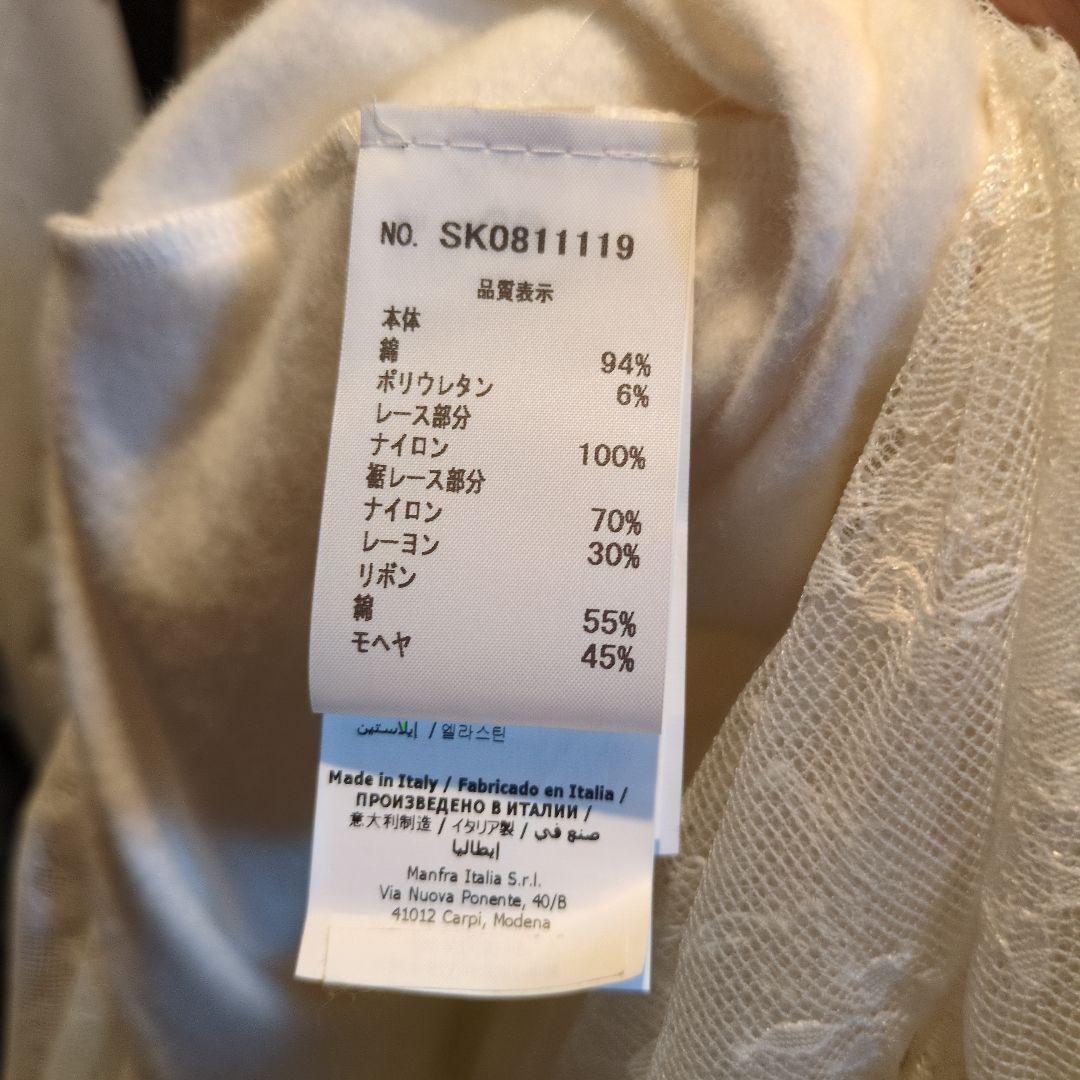 NO. SK0811119
品質表示
本体
綿 94%
ポリウレタン 6%
レース部分
ナイロン 100%
裾レース部分
ナイロン 70%
レーヨン 30%
リボン
綿 55%
モヘヤ 45%
إيلاستين / 엘라스틴
Made in Italy / Fabricado en Italia /
ПРОИЗВЕДЕНО В ИТАЛИИ /
意大利制造 / イタリア製 / صنع في
إيطاليا
Manfra Italia S.r.l.
Via Nuova Ponente, 40/B
41012 Carpi, Modena